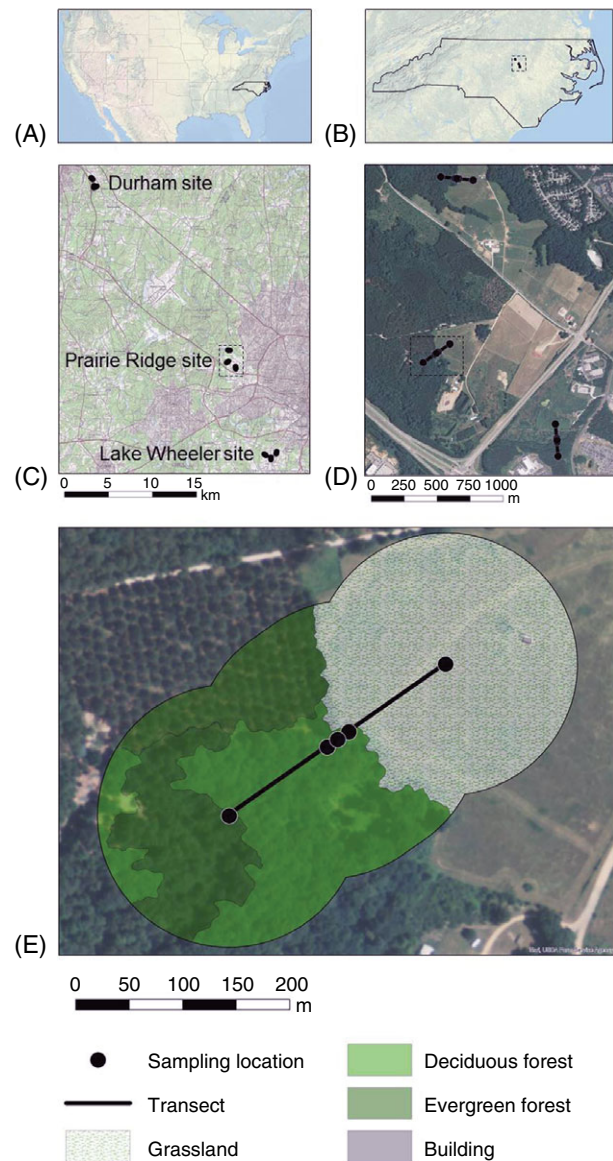 (A)
(B)
Durham site
Prairie Ridge site
Lake Wheeler site
(C)
0 5 10 15
km
(D)
0 250 500 750 1000
m
(E)
0 50 100 150 200
m
Sampling location
Deciduous forest
Transect
Evergreen forest
Grassland
Building